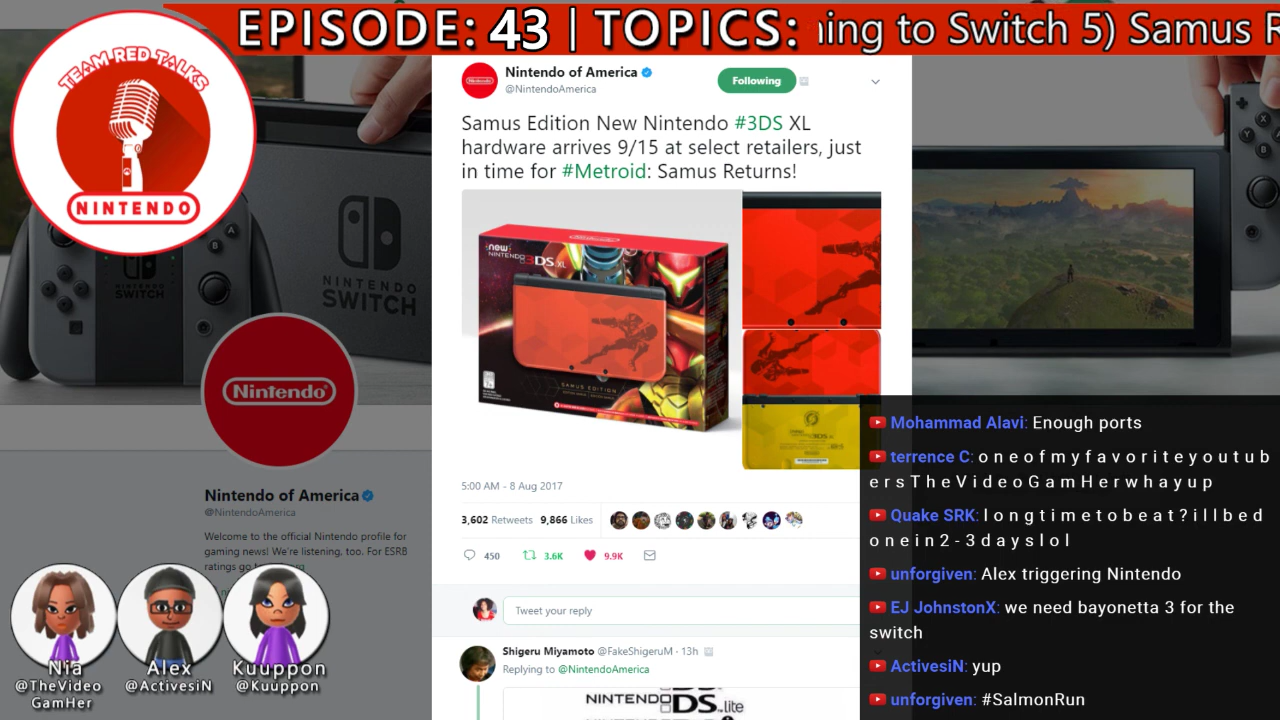 EPISODE: 43 | TOPICS: ing to Switch 5) Samus R
TEAM RED TALKS
NINTENDO
Nintendo of America
@NintendoAmerica
Following
Samus Edition New Nintendo #3DS XL
hardware arrives 9/15 at select retailers, just
in time for #Metroid: Samus Returns!
new
NINTENDO 3DS XL
SAMUS EDITION
5:00 AM - 8 Aug 2017
3,602 Retweets 9,866 Likes
450 3.6K 9.9K
Tweet your reply
Shigeru Miyamoto @FakeShigeruM · 13h
Replying to @NintendoAmerica
NINTENDO DS lite
NINTENDO
SWITCH
NINTENDO
SWITCH
A
B
X
Y
B
Nintendo
Nintendo of America
@NintendoAmerica
Welcome to the official Nintendo profile for
gaming news! We're listening, too. For ESRB
ratings go
Nia
@TheVideo
GamHer
Alex
@ActivesiN
Kuuppon
@Kuuppon
Mohammad Alavi: Enough ports
terrence C: o n e o f m y f a v o r i t e y o u t u b
e r s T h e V i d e o G a m H e r w h a y u p
Quake SRK: l o n g t i m e t o b e a t ? i l l b e d
o n e i n 2 - 3 d a y s l o l
unforgiven: Alex triggering Nintendo
EJ JohnstonX: we need bayonetta 3 for the
switch
ActivesiN: yup
unforgiven: #SalmonRun